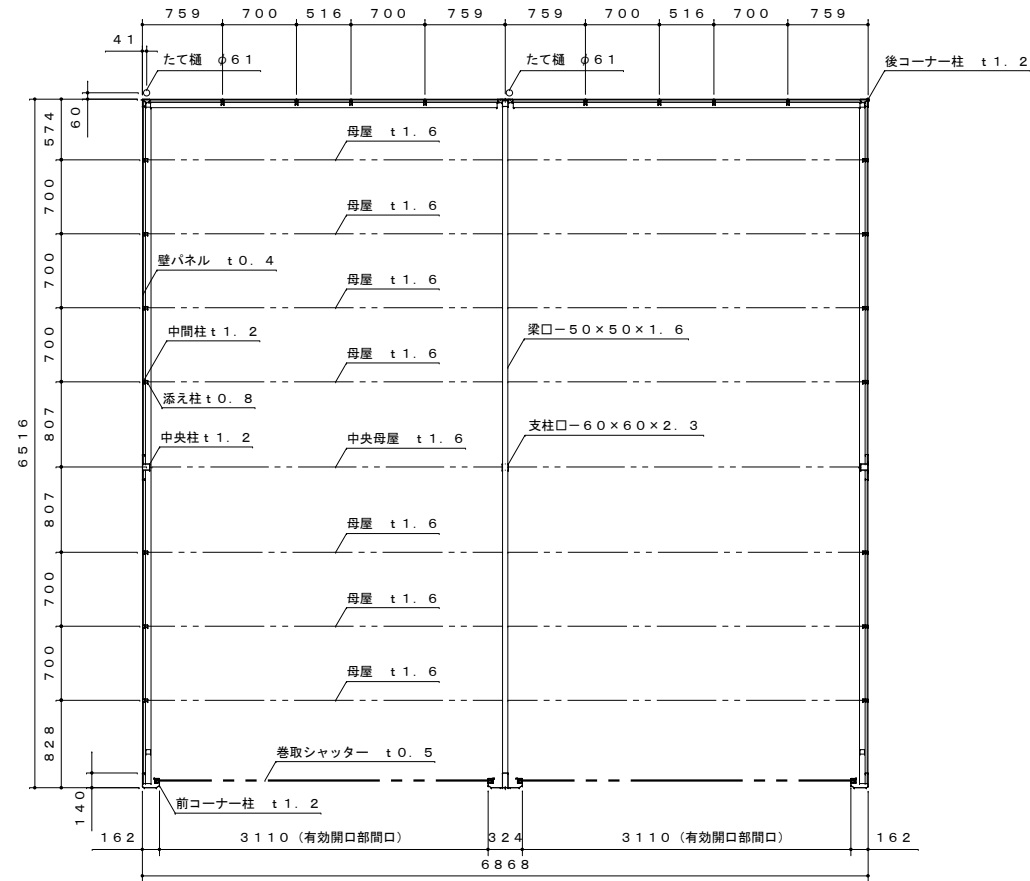 759 700 516 700 759 759 700 516 700 759
41
たて樋 φ61 たて樋 φ61
後コーナー柱 t1.2
60
574
母屋 t1.6
700
母屋 t1.6
700
壁パネル t0.4
母屋 t1.6
700
中間柱t1.2
梁口-50×50×1.6
母屋 t1.6
添え柱t0.8
807
6516
中央柱t1.2
中央母屋 t1.6
支柱口-60×60×2.3
807
母屋 t1.6
700
母屋 t1.6
700
母屋 t1.6
828
巻取シャッター t0.5
140
前コーナー柱 t1.2
162 3110(有効開口部間口) 324 3110(有効開口部間口) 162
6868